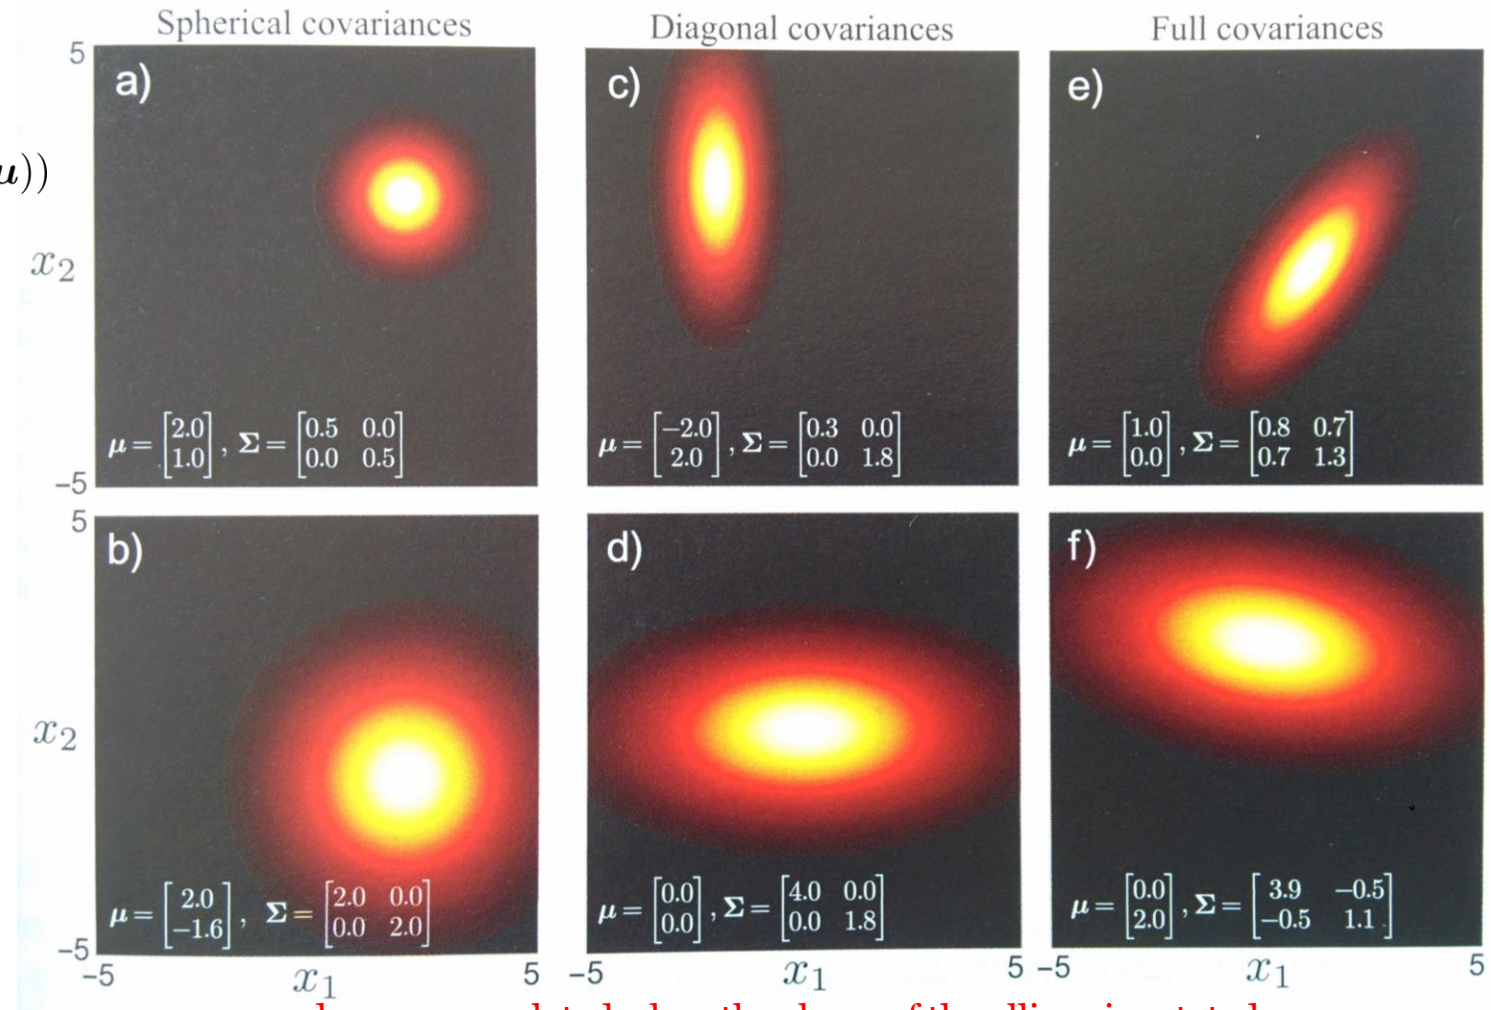 Spherical covariances Diagonal covariances Full covariances
5
a) c) e)
μ))
x₂
μ = [2.0 1.0], Σ = [0.5 0.0 0.0 0.5]
μ = [−2.0 2.0], Σ = [0.3 0.0 0.0 1.8]
μ = [1.0 0.0], Σ = [0.8 0.7 0.7 1.3]
−5
5
b) d) f)
x₂
μ = [2.0 −1.6], Σ = [2.0 0.0 0.0 2.0]
μ = [0.0 0.0], Σ = [4.0 0.0 0.0 1.8]
μ = [0.0 2.0], Σ = [3.9 −0.5 −0.5 1.1]
−5
−5 x₁ 5 −5 x₁ 5 −5 x₁ 5